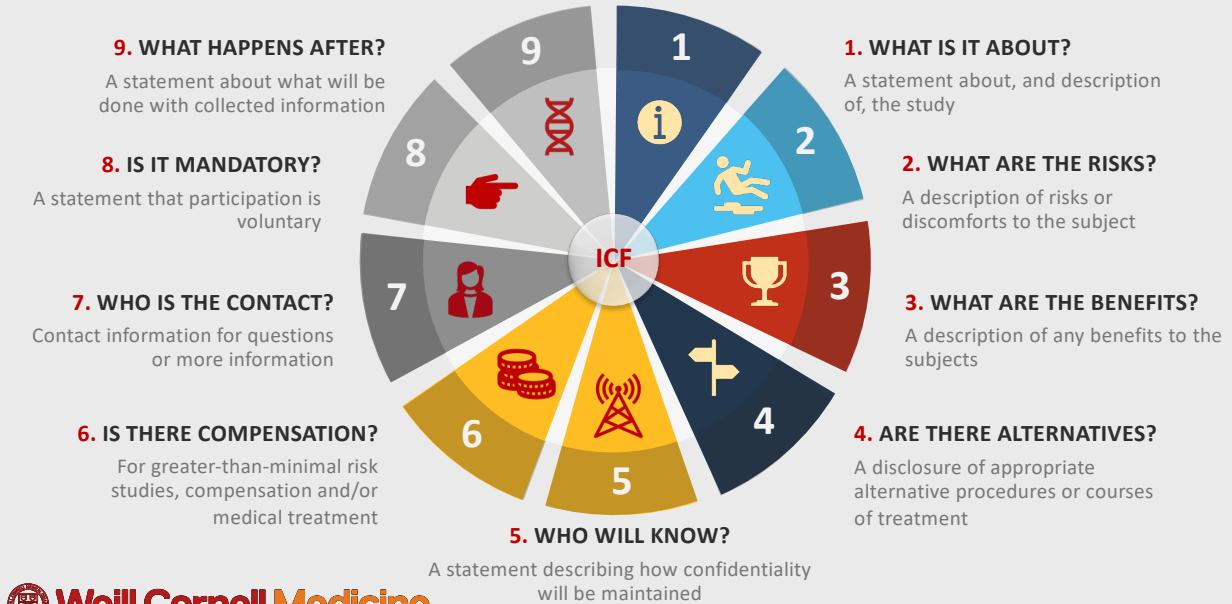 1
2
3
4
5
6
7
8
9
ICF
1. WHAT IS IT ABOUT?
A statement about, and description
of, the study
2. WHAT ARE THE RISKS?
A description of risks or
discomforts to the subject
3. WHAT ARE THE BENEFITS?
A description of any benefits to the
subjects
4. ARE THERE ALTERNATIVES?
A disclosure of appropriate
alternative procedures or courses
of treatment
5. WHO WILL KNOW?
A statement describing how confidentiality
will be maintained
6. IS THERE COMPENSATION?
For greater-than-minimal risk
studies, compensation and/or
medical treatment
7. WHO IS THE CONTACT?
Contact information for questions
or more information
8. IS IT MANDATORY?
A statement that participation is
voluntary
9. WHAT HAPPENS AFTER?
A statement about what will be
done with collected information
Weill Cornell Medicine